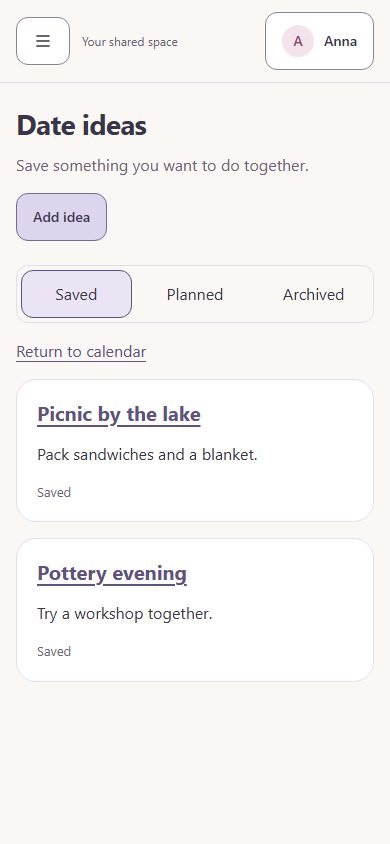 Your shared space
A Anna
Date ideas
Save something you want to do together.
Add idea
Saved Planned Archived
Return to calendar
Picnic by the lake
Pack sandwiches and a blanket.
Saved
Pottery evening
Try a workshop together.
Saved